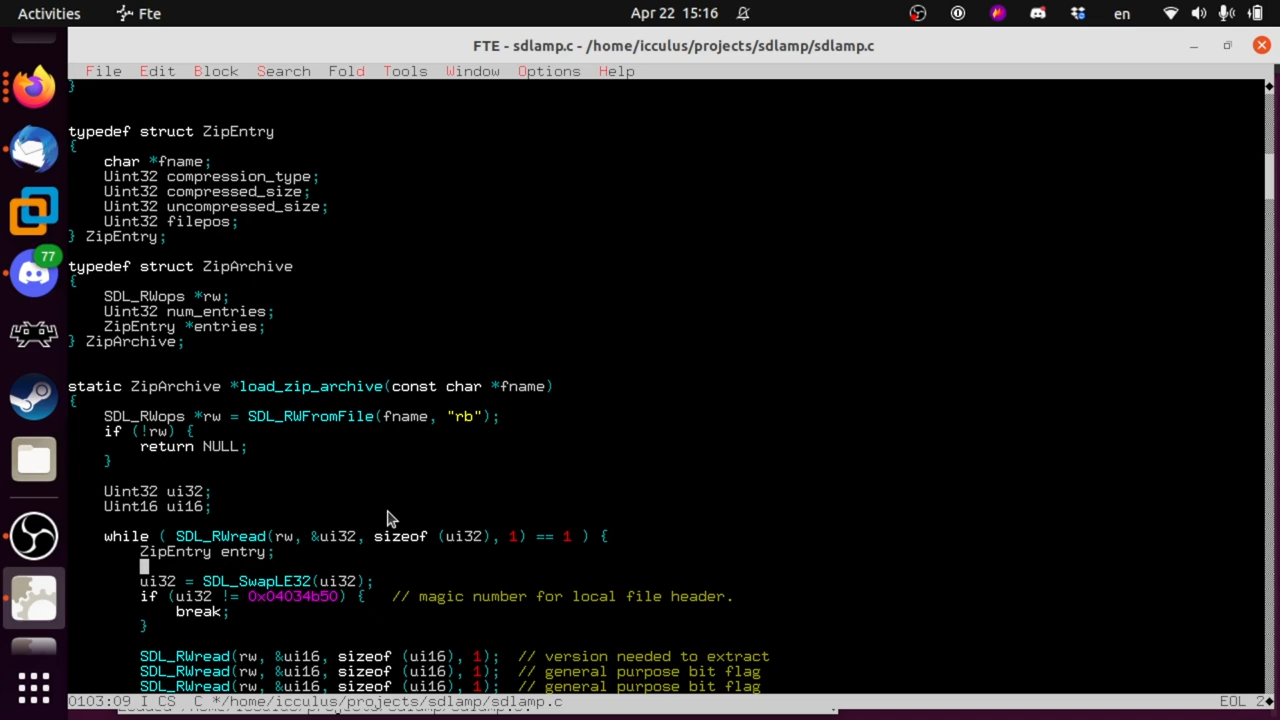 Activities
Fte
Apr 22 15:16
en
FTE - sdlamp.c - /home/icculus/projects/sdlamp/sdlamp.c
File Edit Block Search Fold Tools Window Options Help
}
typedef struct ZipEntry
{
char *fname;
Uint32 compression_type;
Uint32 compressed_size;
Uint32 uncompressed_size;
Uint32 filepos;
} ZipEntry;
77
typedef struct ZipArchive
{
SDL_RWops *rw;
Uint32 num_entries;
ZipEntry *entries;
} ZipArchive;
static ZipArchive *load_zip_archive(const char *fname)
{
SDL_RWops *rw = SDL_RWFromFile(fname, "rb");
if (!rw) {
return NULL;
}
Uint32 ui32;
Uint16 ui16;
while ( SDL_RWread(rw, &ui32, sizeof (ui32), 1) == 1 ) {
ZipEntry entry;
ui32 = SDL_SwapLE32(ui32);
if (ui32 != 0x04034b50) { // magic number for local file header.
break;
}
SDL_RWread(rw, &ui16, sizeof (ui16), 1); // version needed to extract
SDL_RWread(rw, &ui16, sizeof (ui16), 1); // general purpose bit flag
SDL_RWread(rw, &ui16, sizeof (ui16), 1); // general purpose bit flag
0103:09 I CS C */home/icculus/projects/sdlamp/sdlamp.c EOL 2